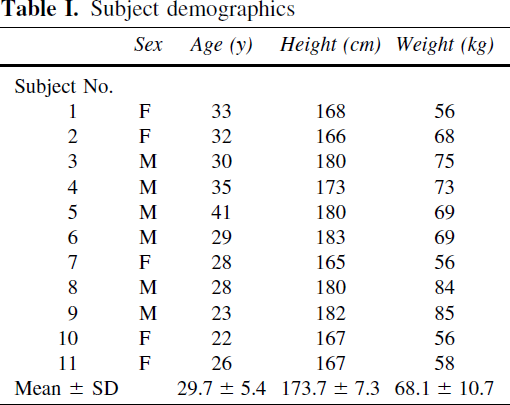 Table I. Subject demographics
Sex Age (y) Height (cm) Weight (kg)
Subject No.
1 F 33 168 56
2 F 32 166 68
3 M 30 180 75
4 M 35 173 73
5 M 41 180 69
6 M 29 183 69
7 F 28 165 56
8 M 28 180 84
9 M 23 182 85
10 F 22 167 56
11 F 26 167 58
Mean ± SD 29.7 ± 5.4 173.7 ± 7.3 68.1 ± 10.7